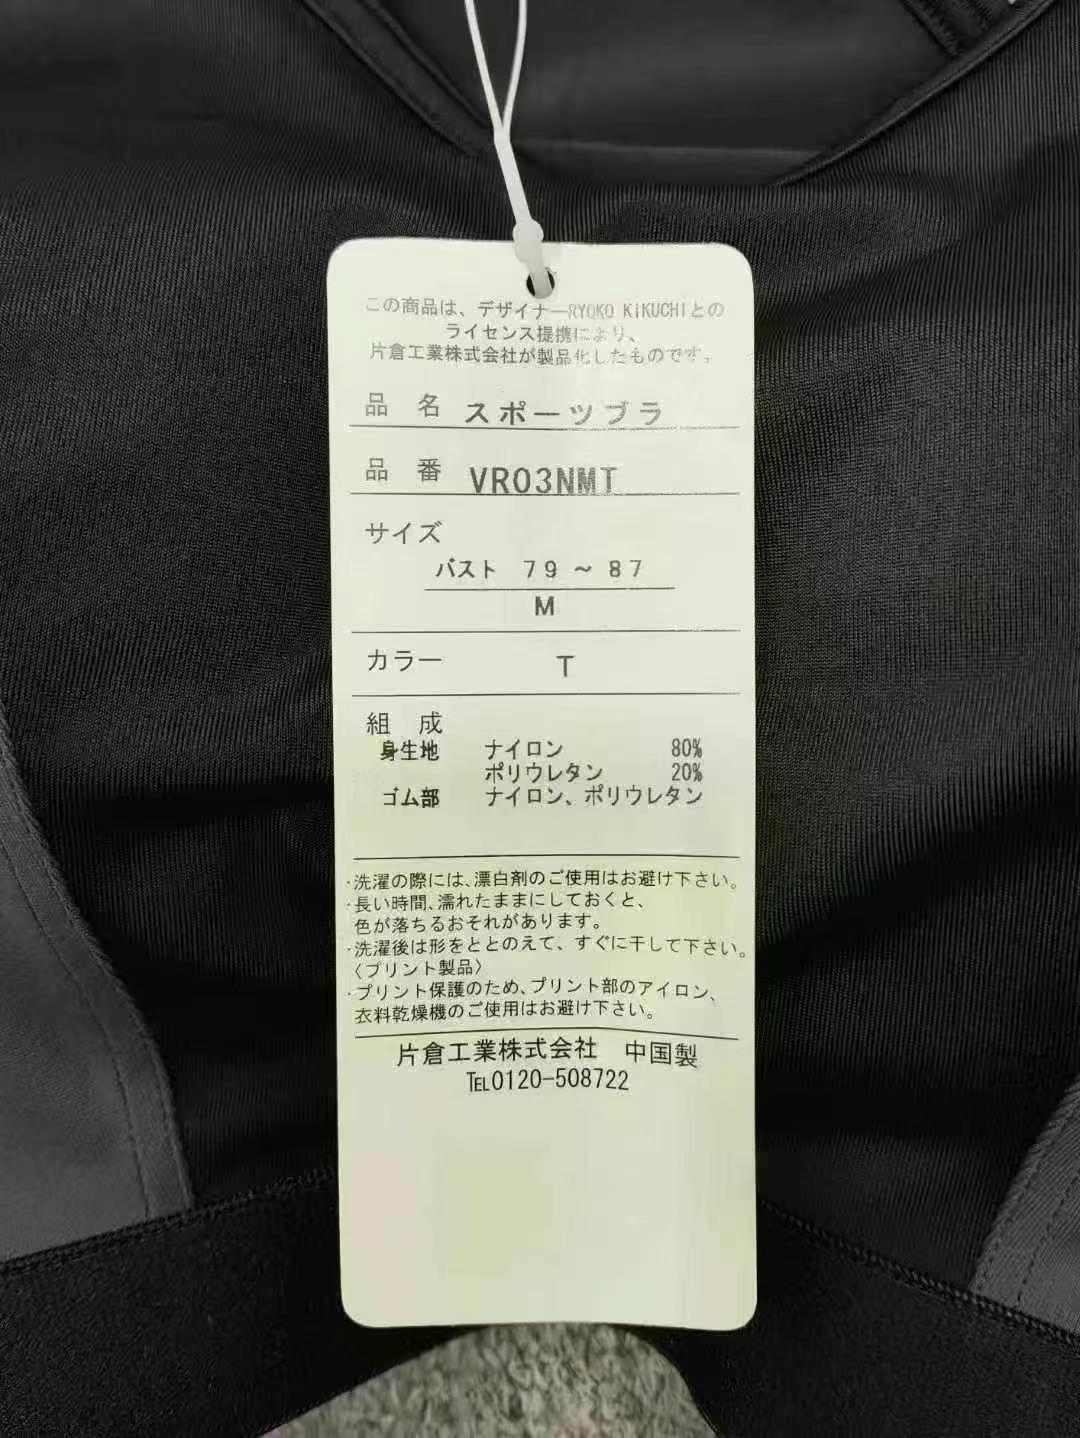 この商品は、デザイナーRYOKO KiKUCHIとの
ライセンス提携により、
片倉工業株式会社が製品化したものです。
品 名 スポーツブラ
品 番 VR03NMT
サイズ
バスト 79～87
M
カラー T
組 成
身生地 ナイロン 80%
ポリウレタン 20%
ゴム部 ナイロン、ポリウレタン
・洗濯の際には、漂白剤のご使用はお避け下さい。
・長い時間、濡れたままにしておくと、
色が落ちるおそれがあります。
・洗濯後は形をととのえて、すぐに干して下さい。
〈プリント製品〉
・プリント保護のため、プリント部のアイロン、
衣料乾燥機のご使用はお避け下さい。
片倉工業株式会社 中国製
TEL0120-508722